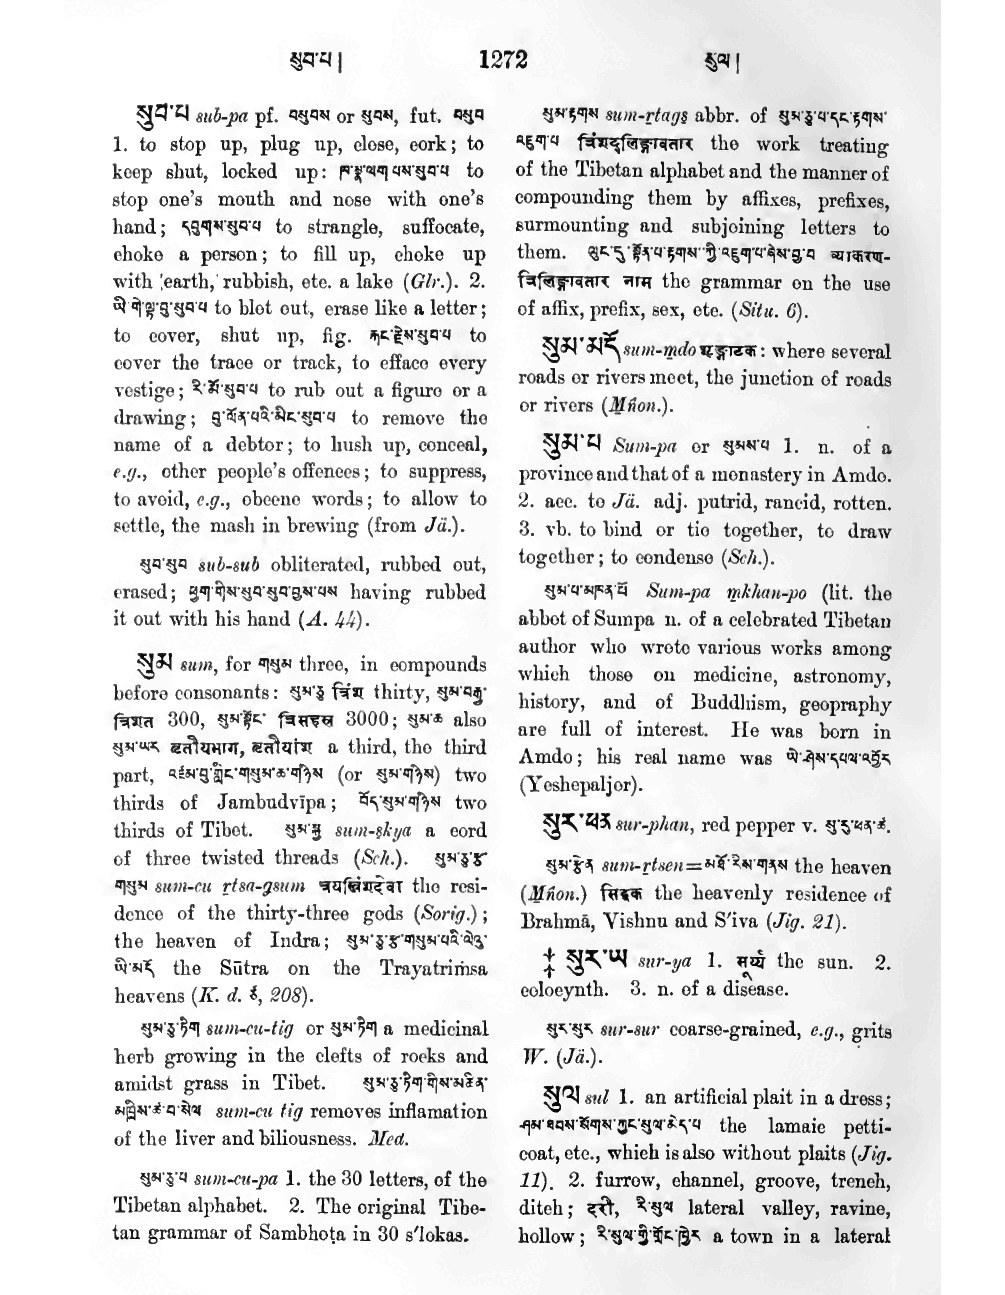 སུབ་པ། 1272 སུལ།
སུབ་པ sub-pa pf. བསུབས or སུབས, fut. བསུབ
1. to stop up, plug up, close, cork; to
keep shut, locked up: ཁ་སྣ་ལག་པས་སུབ་པ to
stop one's mouth and nose with one's
hand; དབུགས་སུབ་པ to strangle, suffocate,
choke a person; to fill up, choke up
with earth, rubbish, etc. a lake (Glr.). 2.
ཡི་གེ་ལྟ་བུ་སུབ་པ to blot out, erase like a letter;
to cover, shut up, fig. རྐང་རྗེས་སུབ་པ to
cover the trace or track, to efface every
vestige; རི་མོ་སུབ་པ to rub out a figure or a
drawing; བུ་ལོན་པའི་མིང་སུབ་པ to remove the
name of a debtor; to hush up, conceal,
e.g., other people's offences; to suppress,
to avoid, e.g., obcene words; to allow to
settle, the mash in brewing (from Jä.).
སུབ་སུབ sub-sub obliterated, rubbed out,
erased; ཕྱག་གིས་སུབ་སུབ་བྱས་པས having rubbed
it out with his hand (A. 44).
སུམ sum, for གསུམ three, in compounds
before consonants: སུམ་ཅུ त्रिंश thirty, སུམ་བརྒྱ་
त्रिशत 300, སུམ་སྟོང་ त्रिसहस्र 3000; སུམ་ཆ also
སུམ་ཡར तृतीयभाग, तृतीयांश a third, the third
part, འཛམ་བུ་གླིང་གསུམ་ཆ་གཉིས (or སུམ་གཉིས) two
thirds of Jambudvīpa; བོད་སུམ་གཉིས two
thirds of Tibet. སུམ་སྐྱ sum-skya a cord
of three twisted threads (Sch.). སུམ་ཅུ་རྩ་
གསུམ sum-cu rtsa-gsum त्रयस्त्रिंशदेवा the resi-
dence of the thirty-three gods (Sorig.);
the heaven of Indra; སུམ་ཅུ་རྩ་གསུམ་པའི་ལེའུ་
ཡི་མདོ the Sūtra on the Trayatriṁsa
heavens (K. d. ༢, 208).
སུམ་ཅུ་ཏིག sum-cu-tig or སུམ་ཏིག a medicinal
herb growing in the clefts of rocks and
amidst grass in Tibet. སུམ་ཅུ་ཏིག་གིས་མཆིན་
མཁྲིས་ཚ་བ་སེལ sum-cu tig removes inflamation
of the liver and biliousness. Med.
སུམ་ཅུ་པ sum-cu-pa 1. the 30 letters, of the
Tibetan alphabet. 2. The original Tibe-
tan grammar of Sambhoṭa in 30 s'lokas.
སུམ་རྟགས sum-rtags abbr. of སུམ་ཅུ་པ་དང་རྟགས་
འཇུག་པ त्रिंशद्लिङ्गावतार the work treating
of the Tibetan alphabet and the manner of
compounding them by affixes, prefixes,
surmounting and subjoining letters to
them. ལུང་དུ་སྟོན་པ་རྟགས་ཀྱི་འཇུག་པ་ཞེས་བྱ་བ व्याकरण-
त्रिलिङ्गावतार नाम the grammar on the use
of affix, prefix, sex, etc. (Situ. 6).
སུམ་མདོ sum-mdo शृङ्गाटक: where several
roads or rivers meet, the junction of roads
or rivers (Mñon.).
སུམ་པ Sum-pa or སུམས་པ 1. n. of a
province and that of a monastery in Amdo.
2. acc. to Jä. adj. putrid, rancid, rotten.
3. vb. to bind or tie together, to draw
together; to condense (Sch.).
སུམ་པ་མཁན་པོ Sum-pa mkhan-po (lit. the
abbot of Sumpa n. of a celebrated Tibetan
author who wrote various works among
which those on medicine, astronomy,
history, and of Buddhism, geopraphy
are full of interest. He was born in
Amdo; his real name was ཡེ་ཤེས་དཔལ་འབྱོར
(Yeshepaljor).
སུར་ཕན sur-phan, red pepper v. སུ་རུ་ཕན་ཚ.
སུམ་རྩེན sum-rtsen=མཐོ་རིས་གནས the heaven
(Mñon.) त्रिदिवक the heavenly residence of
Brahmā, Vishnu and S'iva (Jig. 21).
‡ སུར་ཡ sur-ya 1. सूर्य्य the sun. 2.
colocynth. 3. n. of a disease.
སུར་སུར sur-sur coarse-grained, e.g., grits
W. (Jä.).
སུལ sul 1. an artificial plait in a dress;
ཤམ་ཐབས་སོགས་ཀྱང་སུལ་མེད་པ the lamaic petti-
coat, etc., which is also without plaits (Jig.
11). 2. furrow, channel, groove, trench,
ditch; दरी, རི་སུལ lateral valley, ravine,
hollow; རི་སུལ་གྱི་གྲོང་ཁྱེར a town in a lateral